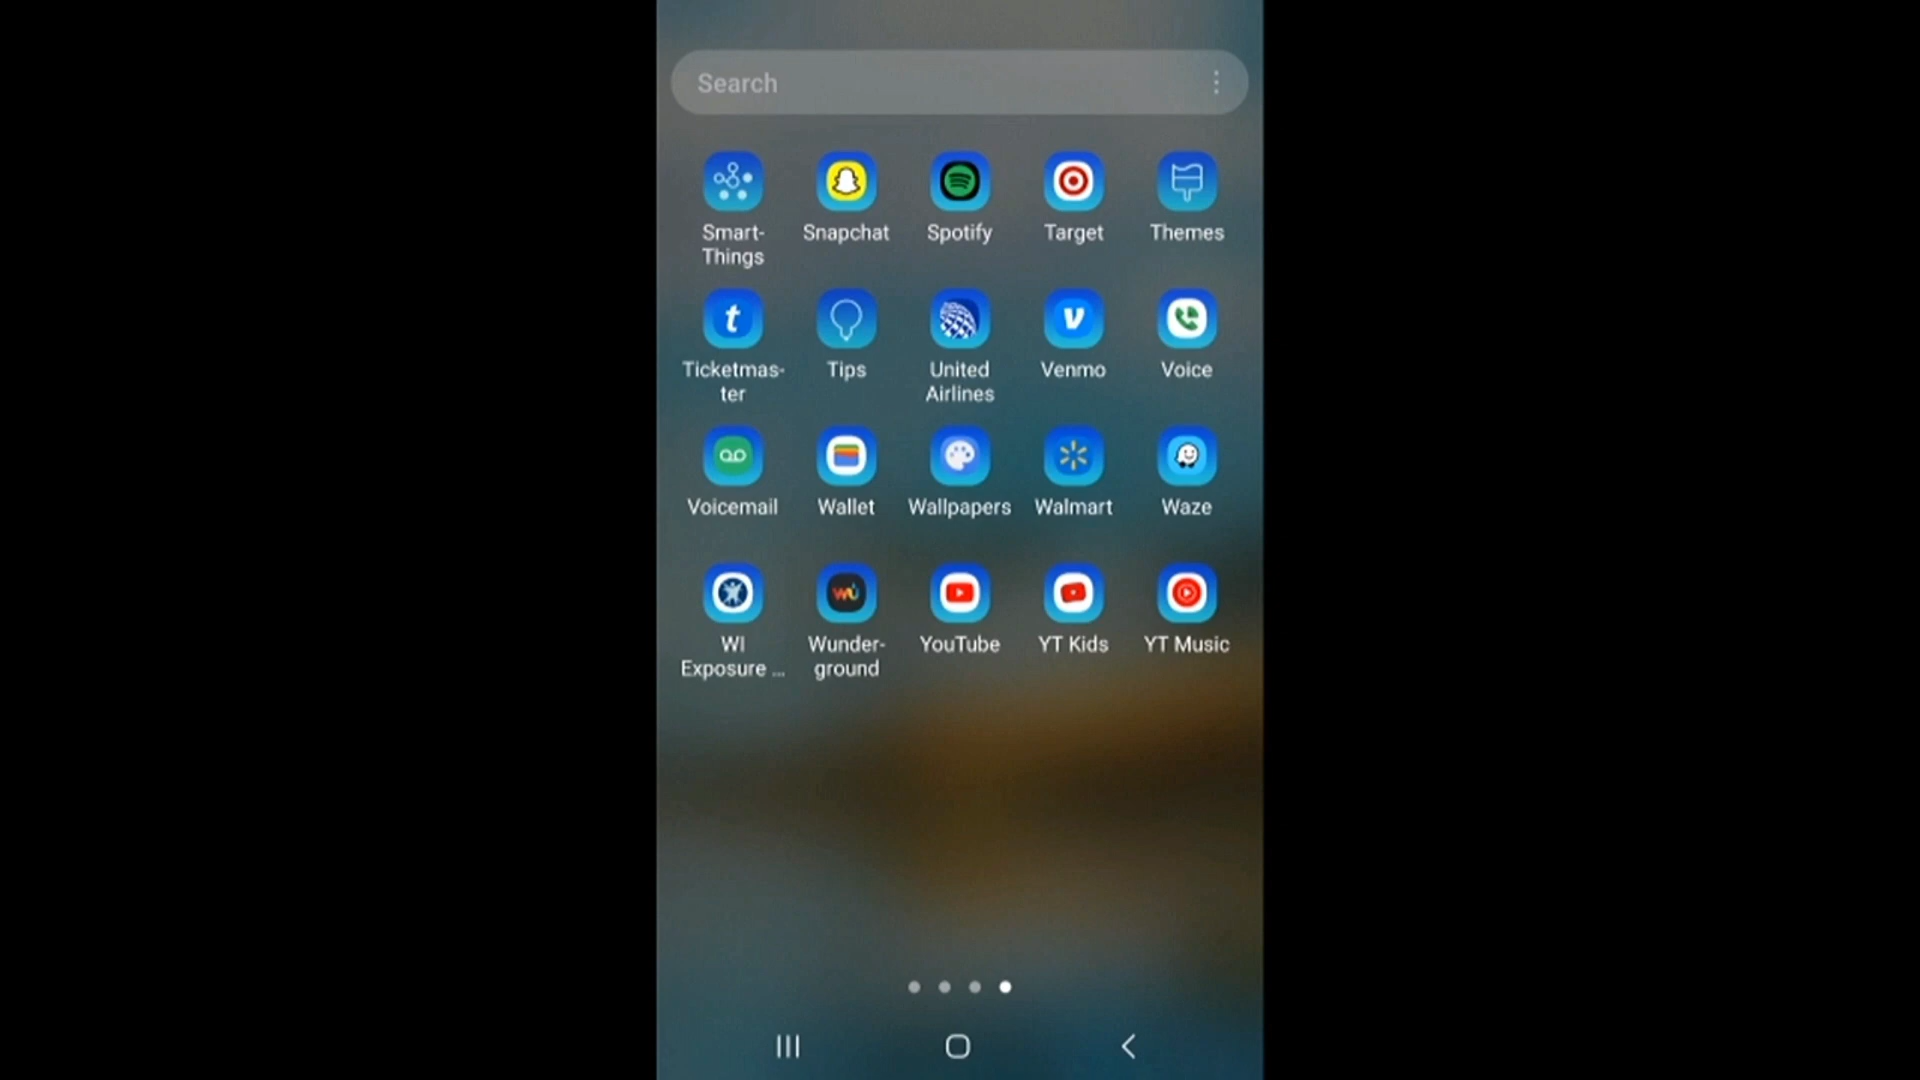 Search
Smart-
Things
Snapchat
Spotify
Target
Themes
Ticketmas-
ter
Tips
United
Airlines
Venmo
Voice
Voicemail
Wallet
Wallpapers
Walmart
Waze
WI
Exposure ...
Wunder-
ground
YouTube
YT Kids
YT Music